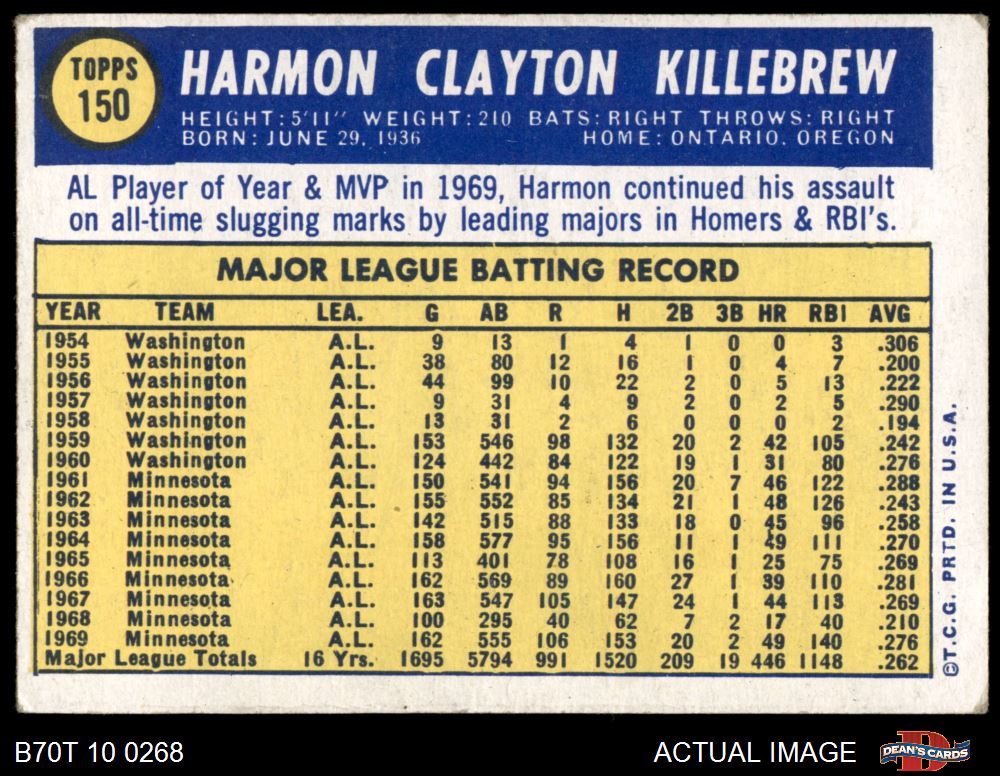 TOPPS
150
HARMON CLAYTON KILLEBREW
HEIGHT: 5'11" WEIGHT: 210 BATS: RIGHT THROWS: RIGHT
BORN: JUNE 29, 1936 HOME: ONTARIO, OREGON
AL Player of Year & MVP in 1969, Harmon continued his assault
on all-time slugging marks by leading majors in Homers & RBI's.
MAJOR LEAGUE BATTING RECORD
YEAR TEAM LEA. G AB R H 2B 3B HR RBI AVG
1954 Washington A.L. 9 13 1 4 1 0 0 3 .306
1955 Washington A.L. 38 80 12 16 1 0 4 7 .200
1956 Washington A.L. 44 99 10 22 2 0 5 13 .222
1957 Washington A.L. 9 31 4 9 2 0 2 5 .290
1958 Washington A.L. 13 31 2 6 0 0 0 2 .194
1959 Washington A.L. 153 546 98 132 20 2 42 105 .242
1960 Washington A.L. 124 442 84 122 19 1 31 80 .276
1961 Minnesota A.L. 150 541 94 156 20 7 46 122 .288
1962 Minnesota A.L. 155 552 85 134 21 1 48 126 .243
1963 Minnesota A.L. 142 515 88 133 18 0 45 96 .258
1964 Minnesota A.L. 158 577 95 156 11 1 49 111 .270
1965 Minnesota A.L. 113 401 78 108 16 1 25 75 .269
1966 Minnesota A.L. 162 569 89 160 27 1 39 110 .281
1967 Minnesota A.L. 163 547 105 147 24 1 44 113 .269
1968 Minnesota A.L. 100 295 40 62 7 2 17 40 .210
1969 Minnesota A.L. 162 555 106 153 20 2 49 140 .276
Major League Totals 16 Yrs. 1695 5794 991 1520 209 19 446 1148 .262
©T.C.G. PRTD. IN U.S.A.
B70T 10 0268
ACTUAL IMAGE
DEAN'S CARDS